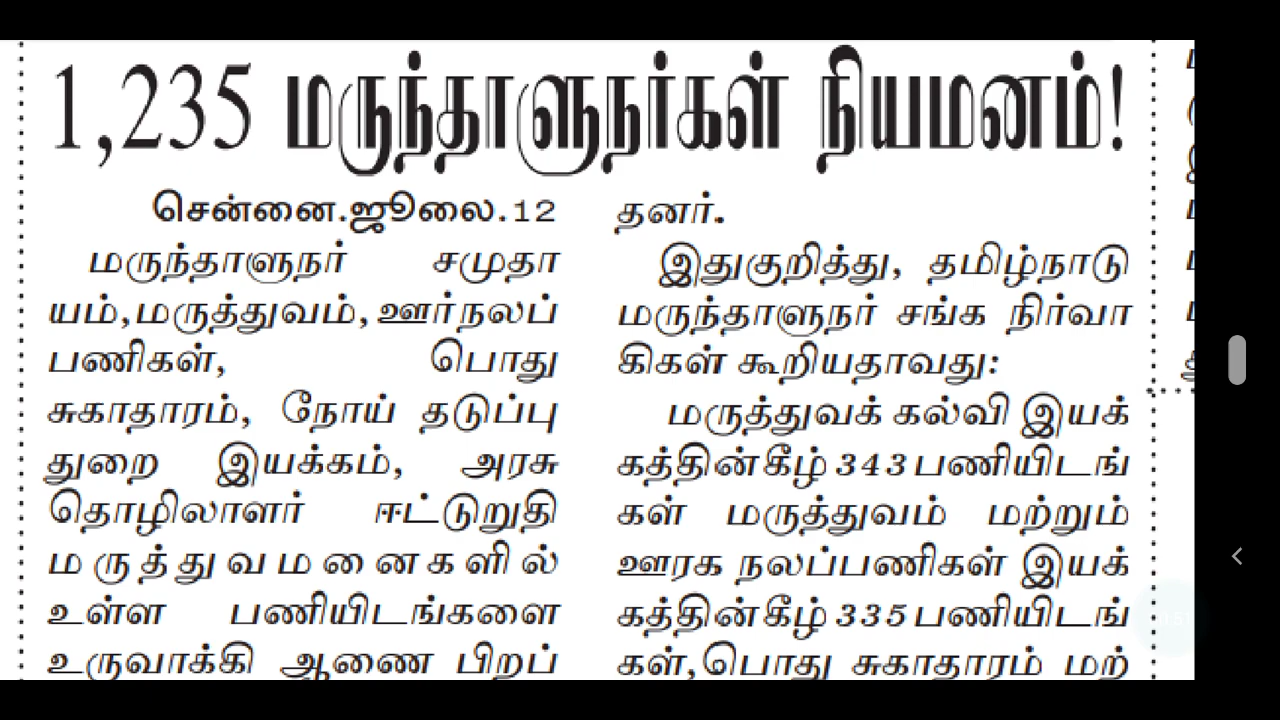 1,235 மருந்தாளுநர்கள் நியமனம்!
சென்னை.ஜூலை.12
மருந்தாளுநர் சமுதா
யம்,மருத்துவம்,ஊர்நலப்
பணிகள், பொது
சுகாதாரம், நோய் தடுப்பு
துறை இயக்கம், அரசு
தொழிலாளர் ஈட்டுறுதி
மருத்துவமனைகளில்
உள்ள பணியிடங்களை
உருவாக்கி ஆணை பிறப்
தனர்.
இதுகுறித்து, தமிழ்நாடு
மருந்தாளுநர் சங்க நிர்வா
கிகள் கூறியதாவது:
மருத்துவக் கல்வி இயக்
கத்தின்கீழ் 343 பணியிடங்
கள் மருத்துவம் மற்றும்
ஊரக நலப்பணிகள் இயக்
கத்தின்கீழ் 335 பணியிடங்
கள்,பொது சுகாதாரம் மற்